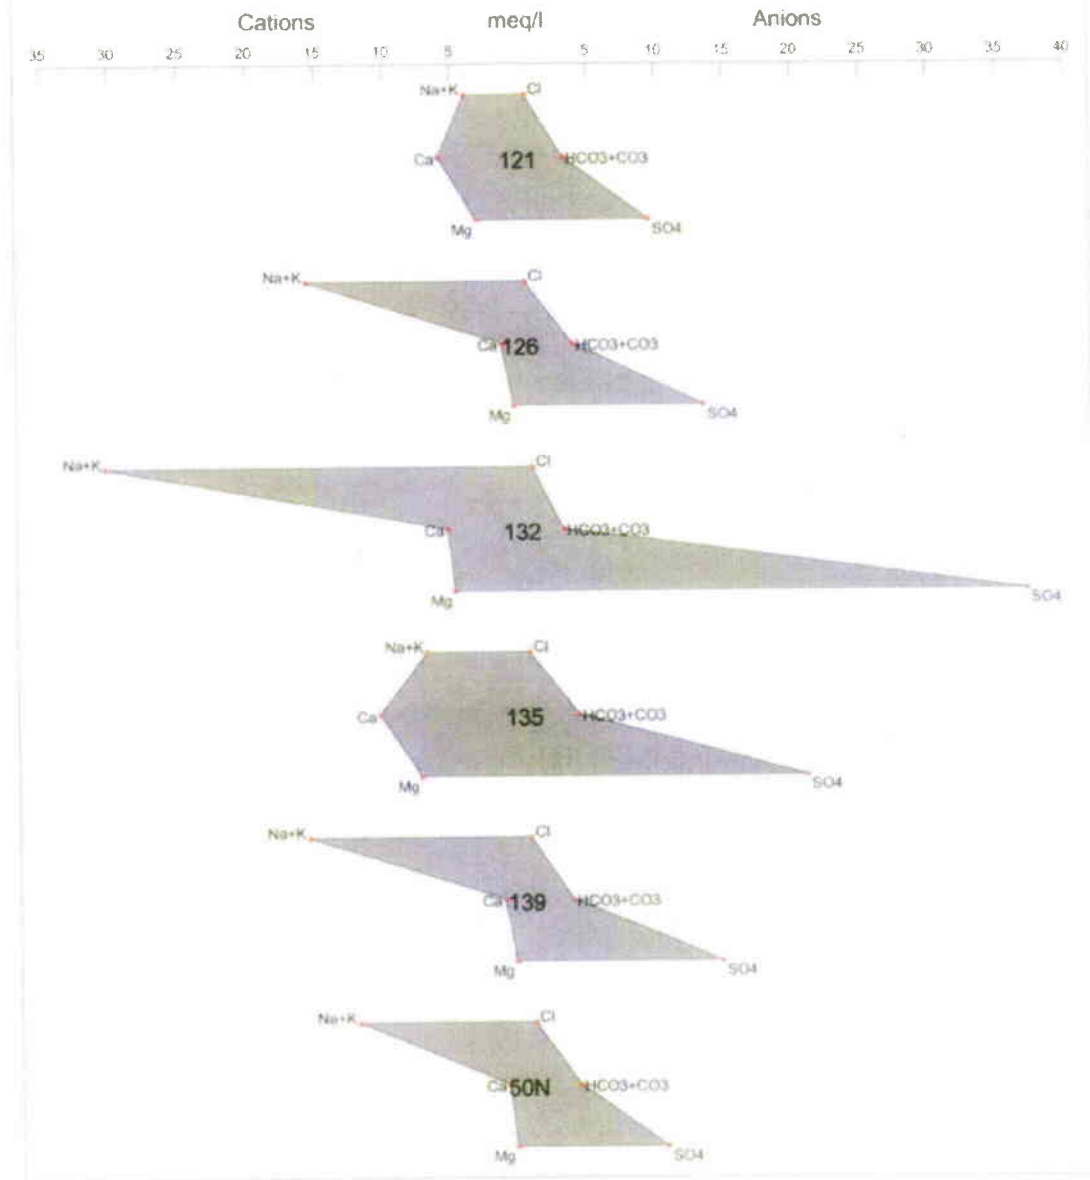 Cations meq/l Anions
35 30 25 20 15 10 5 5 10 15 20 25 30 35 40
Na+K Cl
Ca 121 HCO3+CO3
Mg SO4
Na+K Cl
Ca 126 HCO3+CO3
Mg SO4
Na+K Cl
Ca 132 HCO3+CO3
Mg SO4
Na+K Cl
Ca 135 HCO3+CO3
Mg SO4
Na+K Cl
Ca 139 HCO3+CO3
Mg SO4
Na+K Cl
Ca 50N HCO3+CO3
Mg SO4